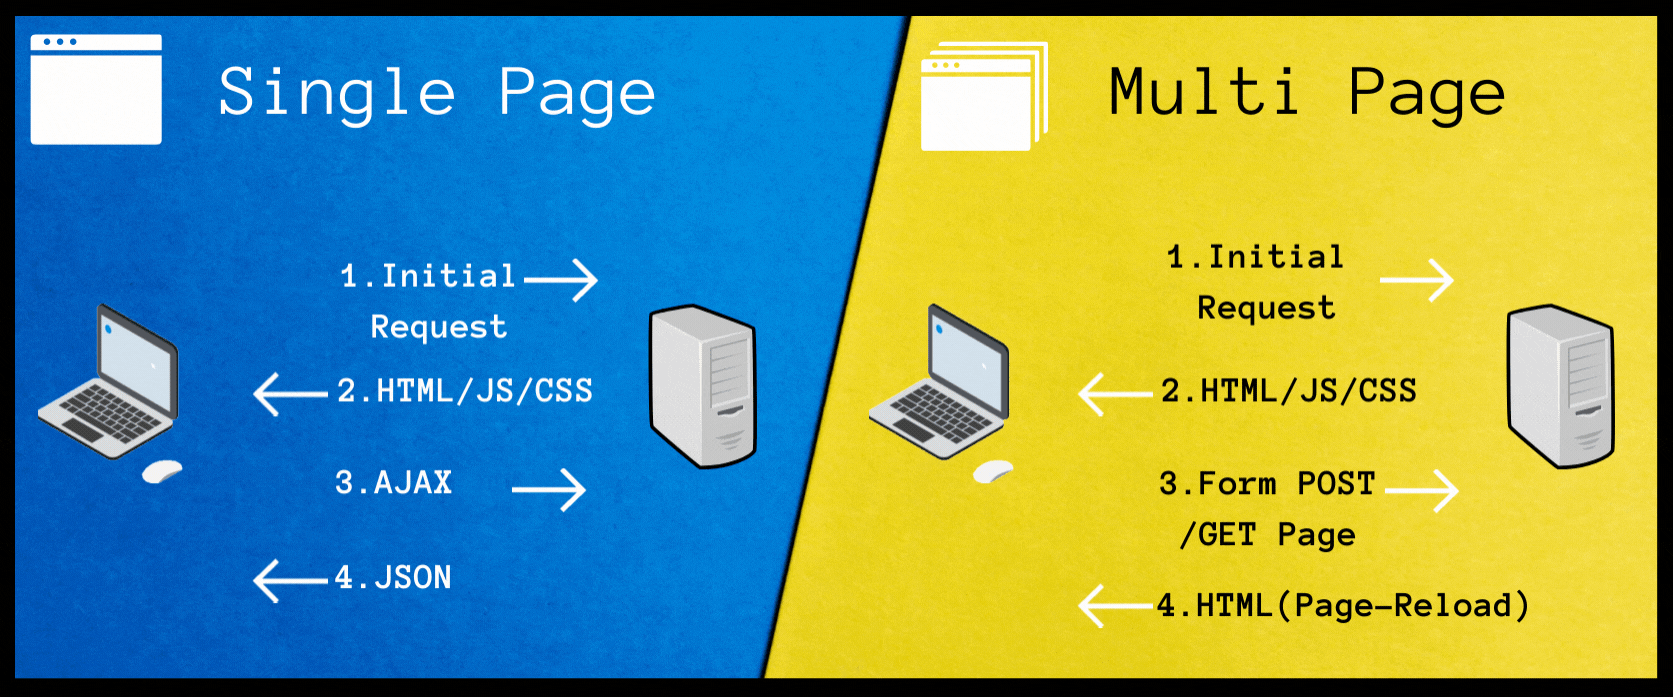 Single Page
1.Initial
Request
2.HTML/JS/CSS
3.AJAX
4.JSON
Multi Page
1.Initial
Request
2.HTML/JS/CSS
3.Form POST
/GET Page
4.HTML(Page-Reload)